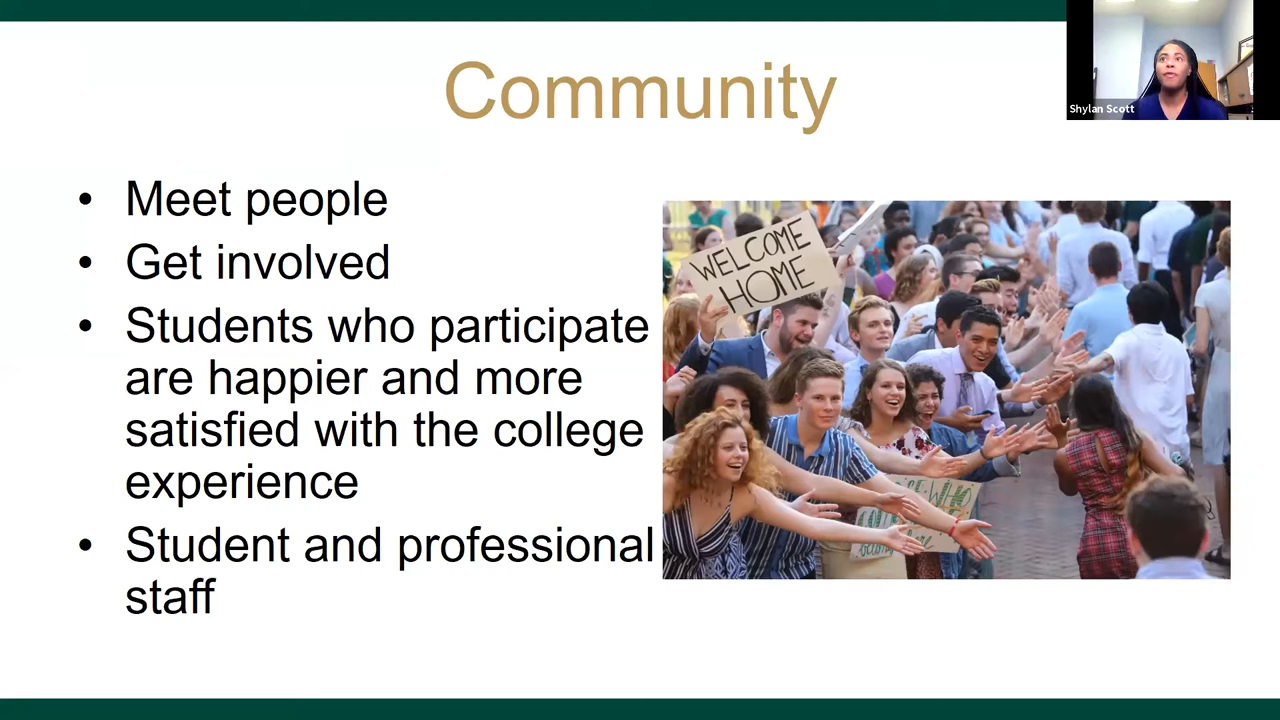 Community
Shylan Scott
• Meet people
• Get involved
• Students who participate
are happier and more
satisfied with the college
experience
• Student and professional
staff
WELCOME
HOME